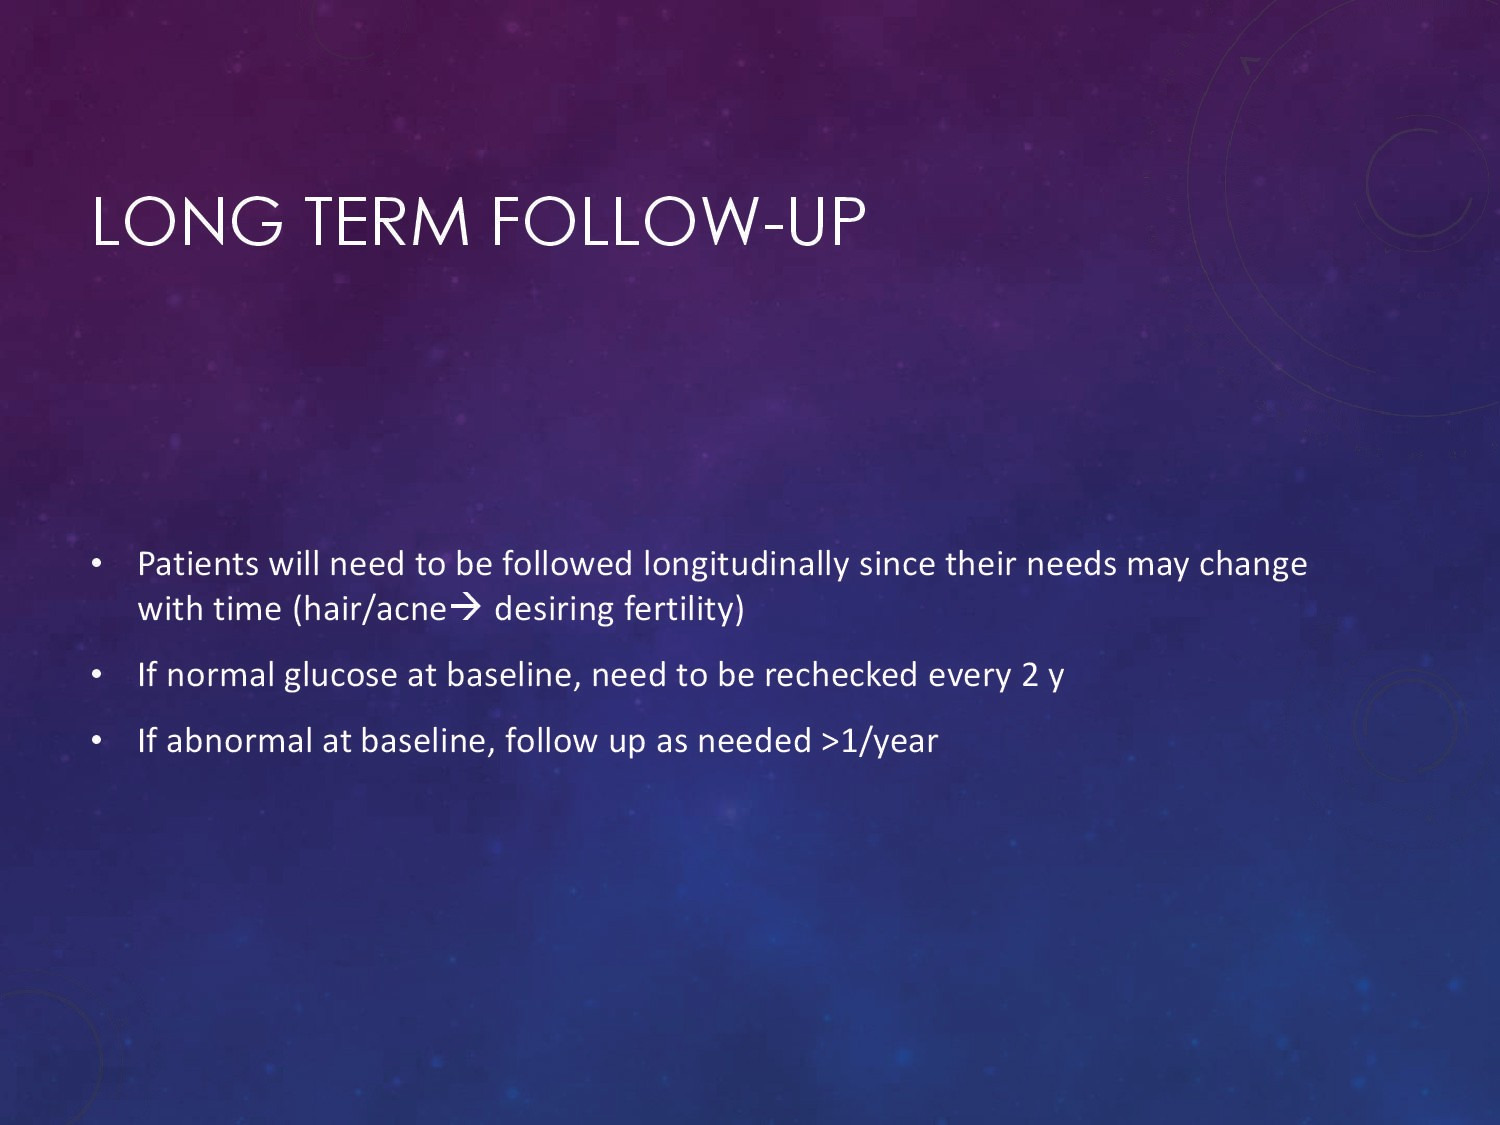 LONG TERM FOLLOW-UP
• Patients will need to be followed longitudinally since their needs may change
with time (hair/acne→ desiring fertility)
• If normal glucose at baseline, need to be rechecked every 2 y
• If abnormal at baseline, follow up as needed >1/year